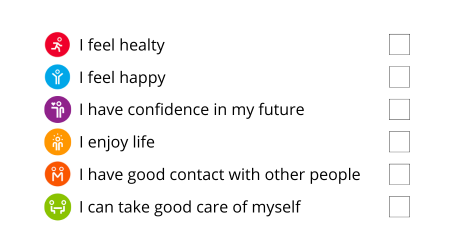 I feel healty
I feel happy
I have confidence in my future
I enjoy life
I have good contact with other people
I can take good care of myself